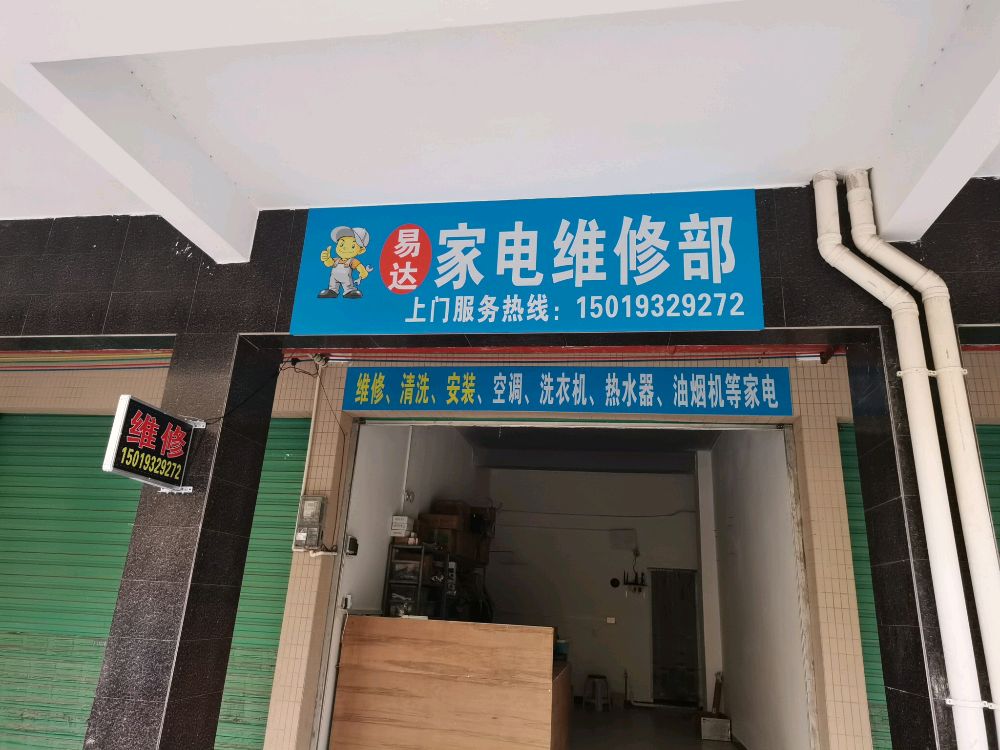 易达
家电维修部
上门服务热线：15019329272
维修、清洗、安装、空调、洗衣机、热水器、油烟机等家电
维修
15019329272